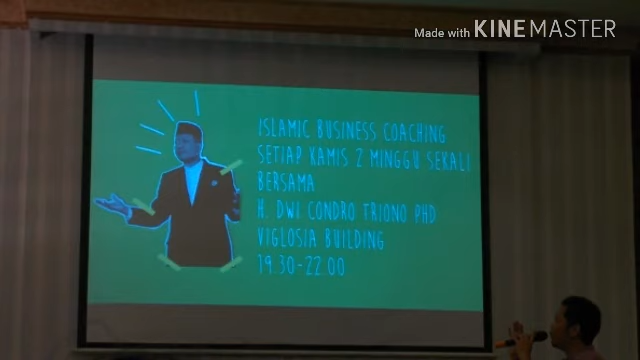 Made with KINEMASTER
ISLAMIC BUSINESS COACHING
SETIAP KAMIS 2 MINGGU SEKALI
BERSAMA
H. DWI CONDRO TRIONO PHD
VIGLOSIA BUILDING
19.30-22.00